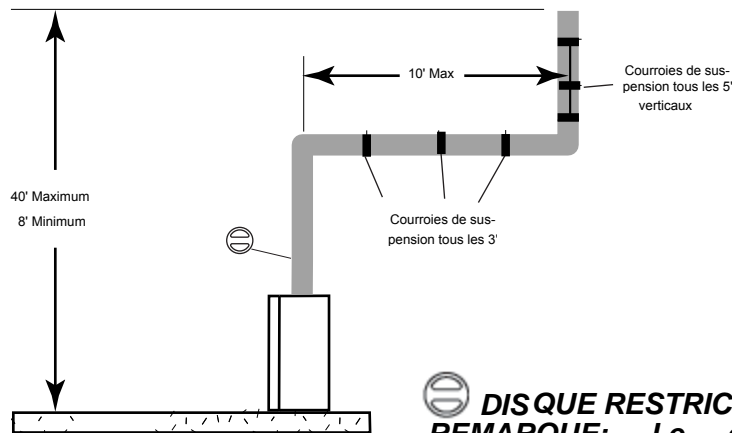 10' Max
Courroies de sus-
pension tous les 5'
verticaux
40' Maximum
8' Minimum
Courroies de sus-
pension tous les 3'
DISQUE RESTRIC
REMARQUE: Le